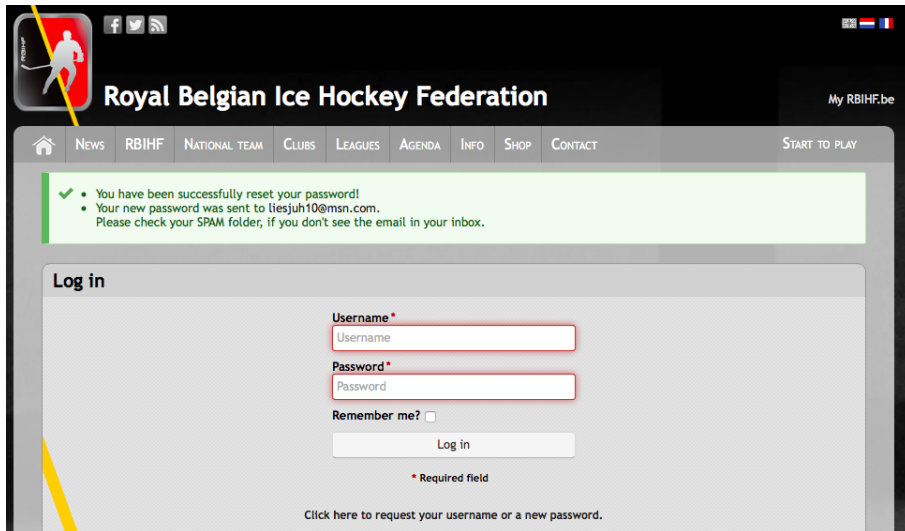 RBIHF
Royal Belgian Ice Hockey Federation
My RBIHF.be
News RBIHF National team Clubs Leagues Agenda Info Shop Contact Start to play
• You have been successfully reset your password!
• Your new password was sent to liesjuh10@msn.com.
Please check your SPAM folder, if you don't see the email in your inbox.
Log in
Username*
Username
Password*
Password
Remember me?
Log in
* Required field
Click here to request your username or a new password.